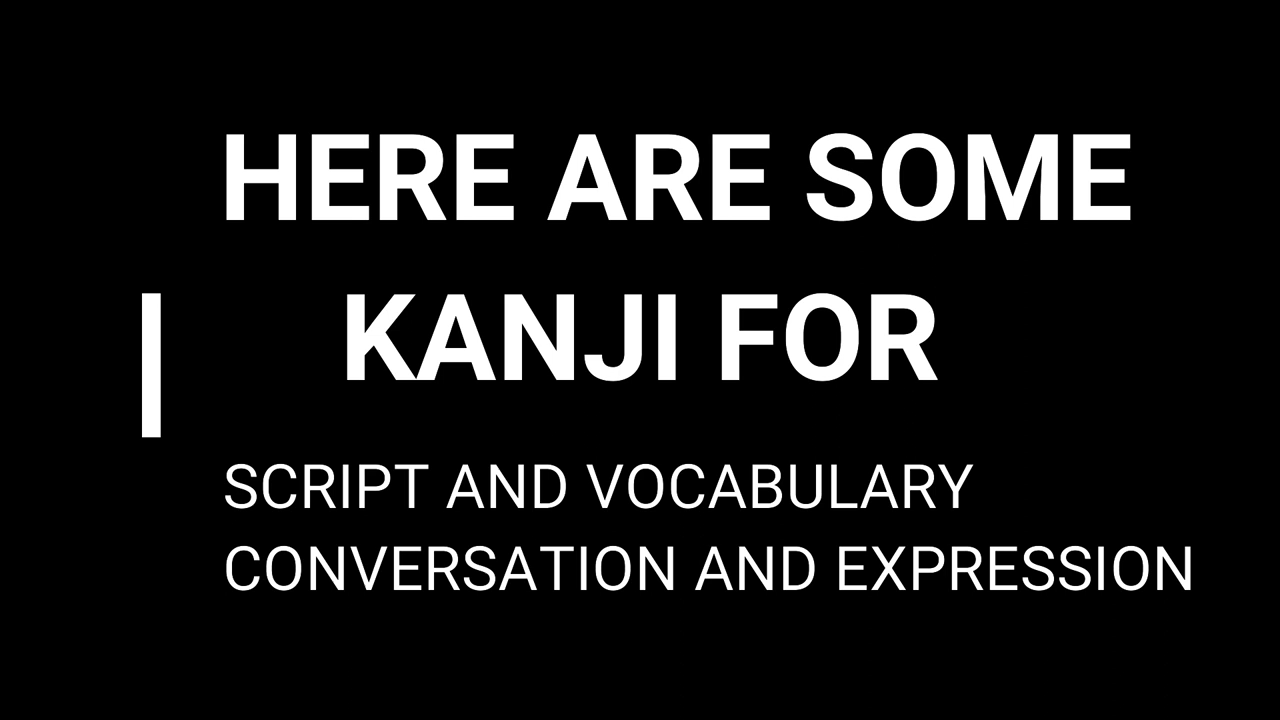 HERE ARE SOME
KANJI FOR
SCRIPT AND VOCABULARY
CONVERSATION AND EXPRESSION